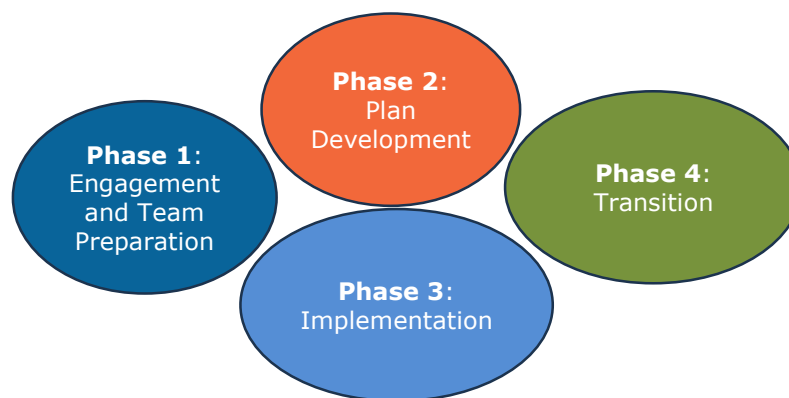 Phase 1:
Engagement
and Team
Preparation
Phase 2:
Plan
Development
Phase 3:
Implementation
Phase 4:
Transition